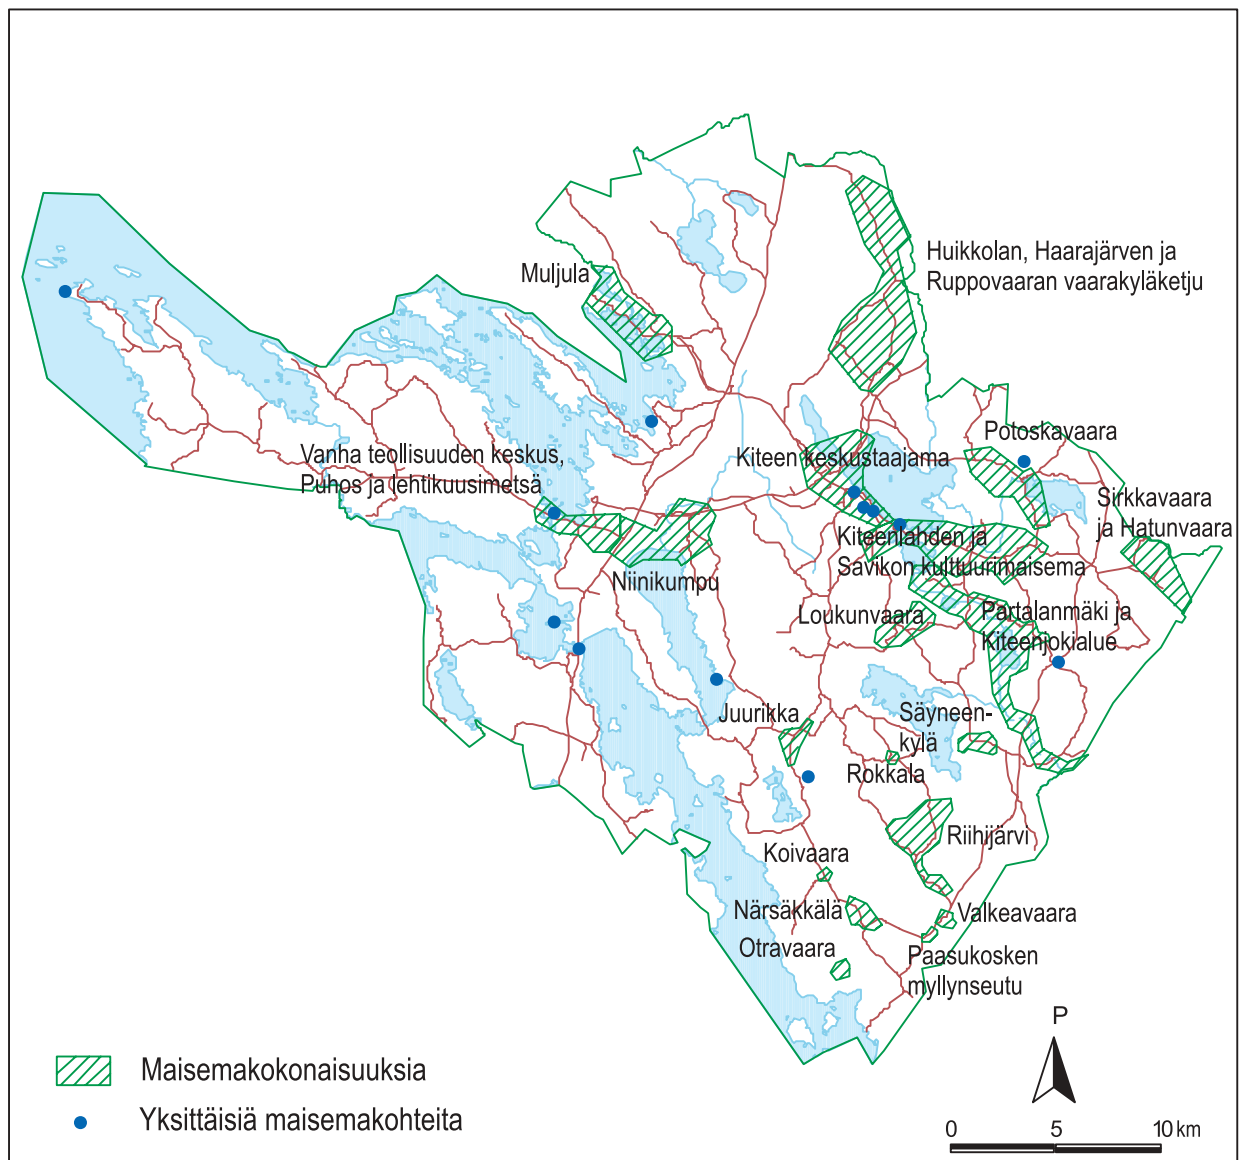 Huikkolan, Haarajärven ja
Ruppovaaran vaarakyläketju
Muljula
Potoskavaara
Vanha teollisuuden keskus,
Puhos ja lehtikuusimetsä
Kiteen keskustaajama
Sirkkavaara
ja Hatunvaara
Kiteenlahden ja
Savikon kulttuurimaisema
Niinikumpu
Loukunvaara
Partalanmäki ja
Kiteenjokialue
Juurikka
Säyneen-
kylä
Rokkala
Riihijärvi
Koivaara
Närsäkkälä
Valkeavaara
Otravaara
Paasukosken
myllynseutu
P
Maisemakokonaisuuksia
Yksittäisiä maisemakohteita
0 5 10 km